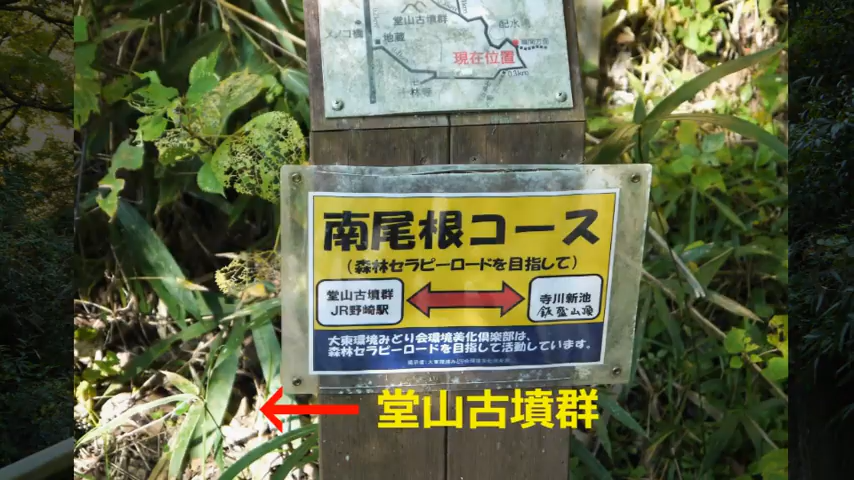 堂山古墳群
配水
地蔵
現在位置
0.5km
南尾根コース
(森林セラピーロードを目指して)
堂山古墳群
JR野崎駅
寺川新池
飯盛山頂
大東環境みどり会環境美化倶楽部は、
森林セラピーロードを目指して活動しています。
堂山古墳群